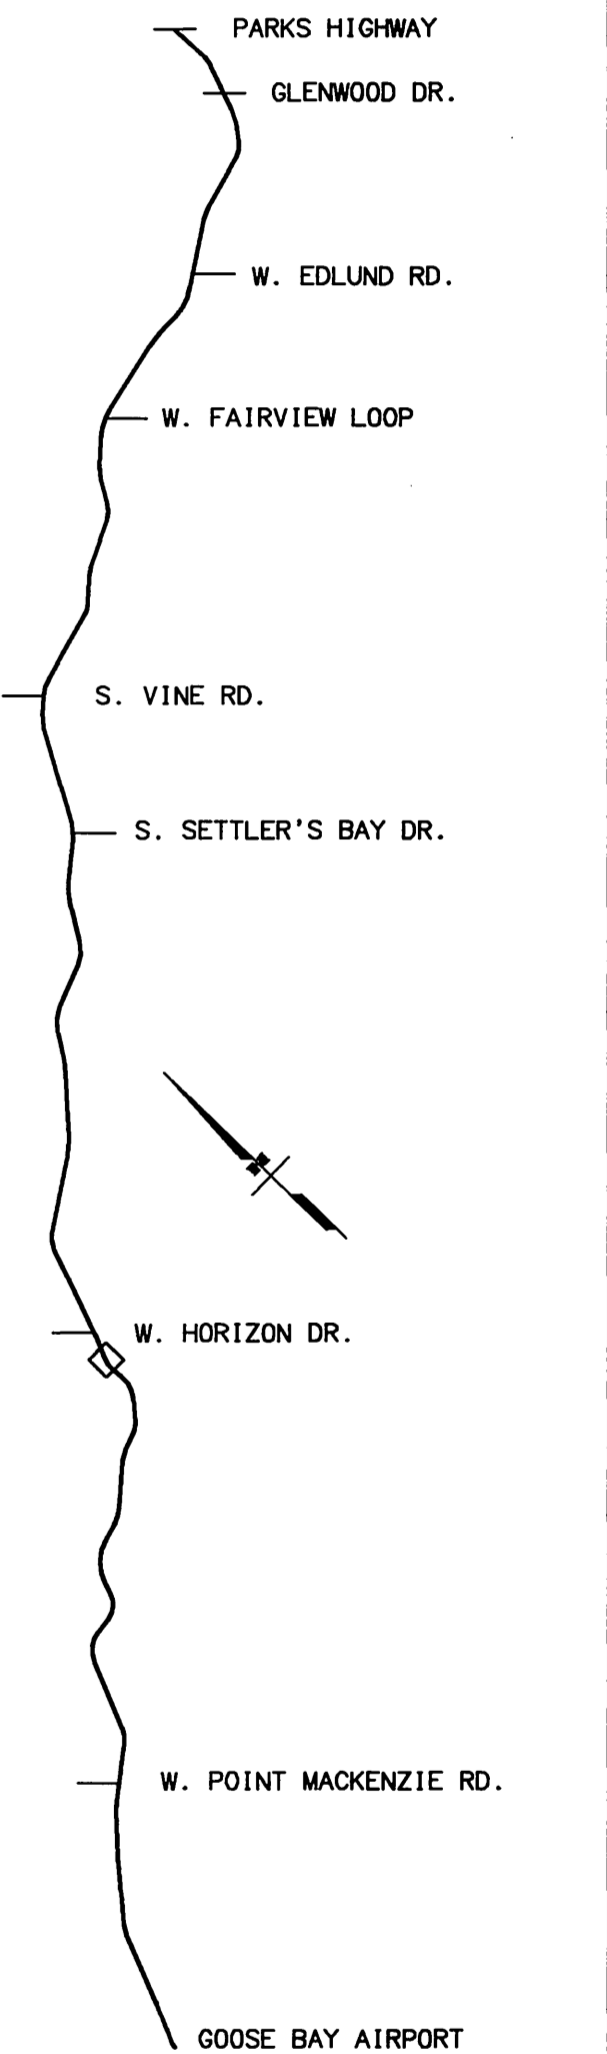 PARKS HIGHWAY
GLENWOOD DR.
W. EDLUND RD.
W. FAIRVIEW LOOP
S. VINE RD.
S. SETTLER'S BAY DR.
W. HORIZON DR.
W. POINT MACKENZIE RD.
GOOSE BAY AIRPORT